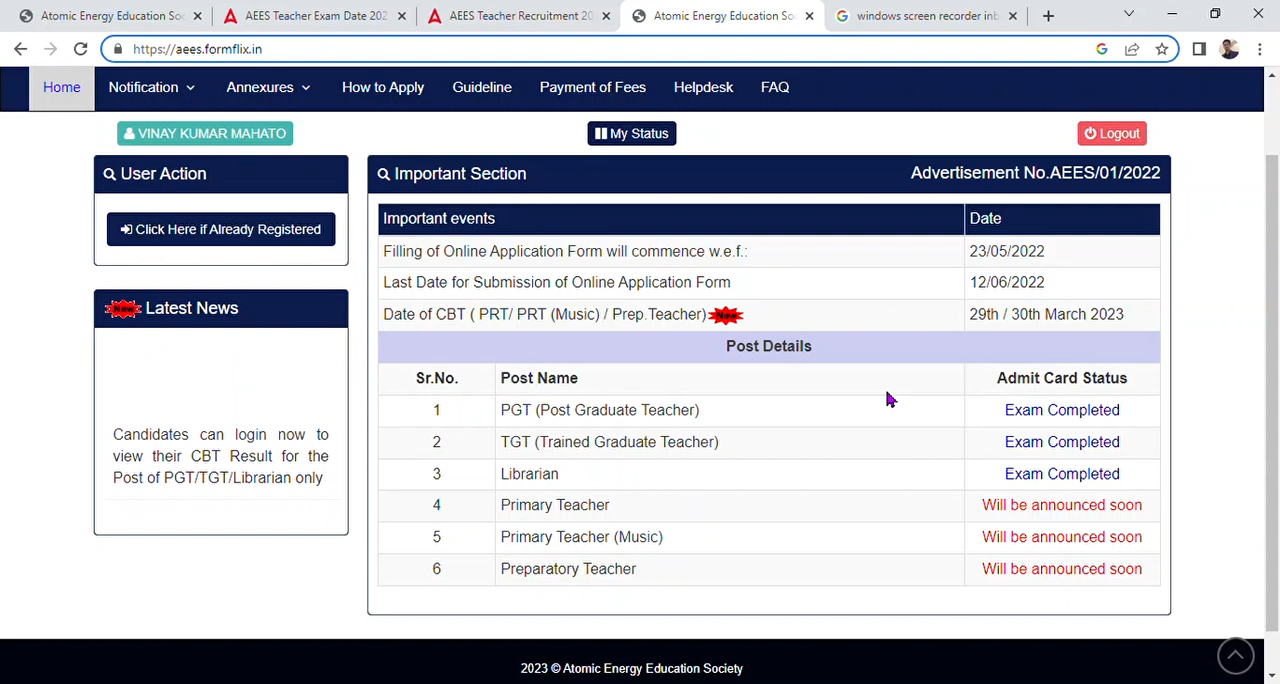 Atomic Energy Education So
AEES Teacher Exam Date 202
AEES Teacher Recruitment 20
Atomic Energy Education So
windows screen recorder inb
https://aees.formflix.in
Home
Notification
Annexures
How to Apply
Guideline
Payment of Fees
Helpdesk
FAQ
VINAY KUMAR MAHATO
My Status
Logout
User Action
Click Here if Already Registered
New Latest News
Candidates can login now to
view their CBT Result for the
Post of PGT/TGT/Librarian only
Important Section Advertisement No.AEES/01/2022
Important events Date
Filling of Online Application Form will commence w.e.f.: 23/05/2022
Last Date for Submission of Online Application Form 12/06/2022
Date of CBT ( PRT/ PRT (Music) / Prep.Teacher) New 29th / 30th March 2023
Post Details
Sr.No. Post Name Admit Card Status
1 PGT (Post Graduate Teacher) Exam Completed
2 TGT (Trained Graduate Teacher) Exam Completed
3 Librarian Exam Completed
4 Primary Teacher Will be announced soon
5 Primary Teacher (Music) Will be announced soon
6 Preparatory Teacher Will be announced soon
2023 © Atomic Energy Education Society